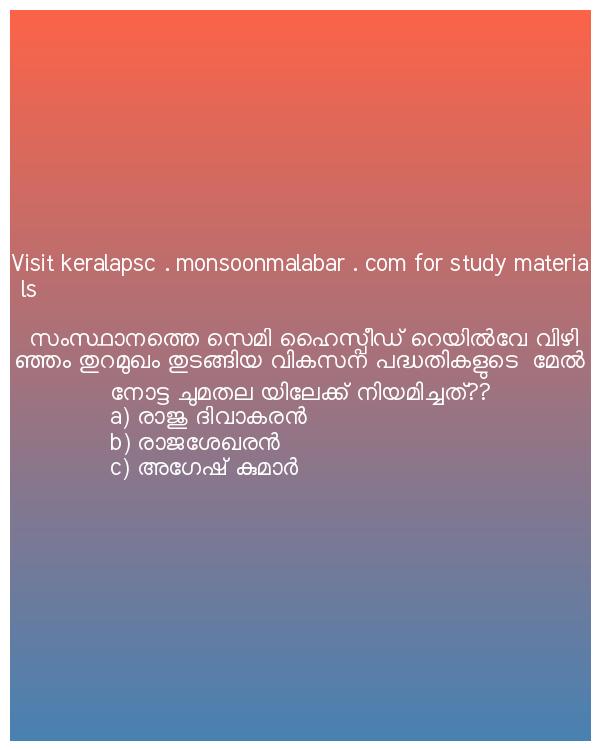 Visit keralapsc . monsoonmalabar . com for study materia
ls
സംസ്ഥാനത്തെ സെമി ഹൈസ്പീഡ് റെയിൽവേ വിഴി
ഞ്ഞം തുറമുഖം തുടങ്ങിയ വികസന പദ്ധതികളുടെ മേൽ
നോട്ട ചുമതല യിലേക്ക് നിയമിച്ചത്??
a) രാജു ദിവാകരൻ
b) രാജശേഖരൻ
c) അഗേഷ് കുമാർ